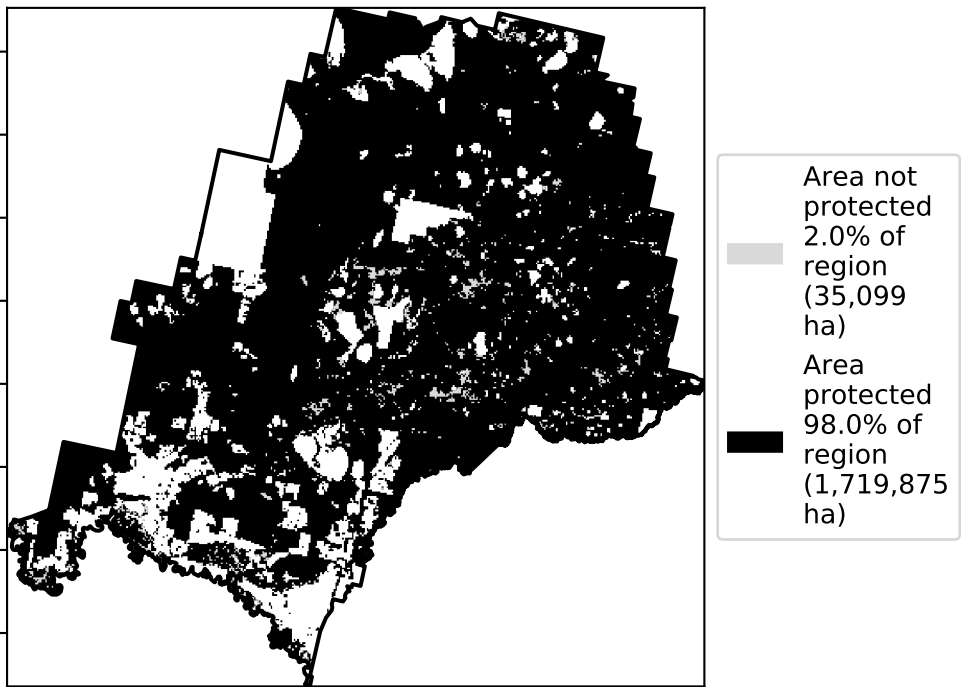 Area not
protected
2.0% of
region
(35,099
ha)
Area
protected
98.0% of
region
(1,719,875
ha)